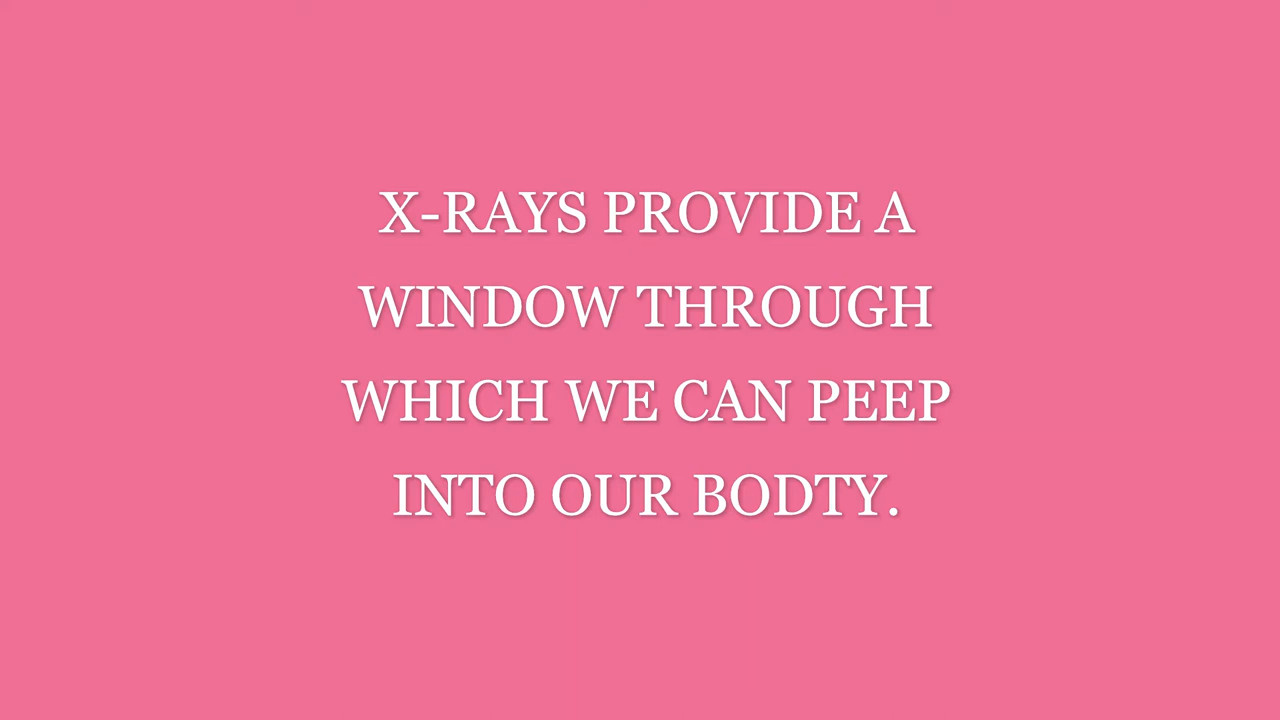 X-RAYS PROVIDE A
WINDOW THROUGH
WHICH WE CAN PEEP
INTO OUR BODTY.